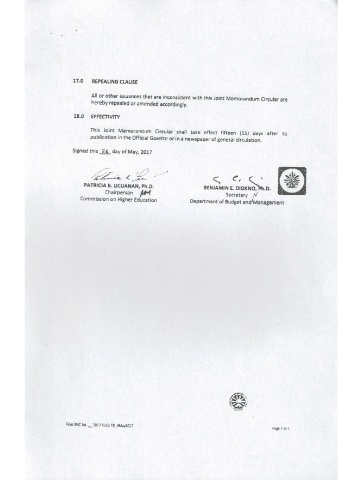 17.0 REPEALING CLAUSE
All or other issuances that are inconsistent with this Joint Memorandum Circular are
hereby repealed or amended accordingly.
18.0 EFFECTIVITY
This Joint Memorandum Circular shall take effect fifteen (15) days after its
publication in the Official Gazette or in a newspaper of general circulation.
Signed this 26 day of May, 2017
PATRICIA B. LICUANAN, Ph.D.
Chairperson
Commission on Higher Education
BENJAMIN E. DIOKNO, Ph.D.
Secretary
Department of Budget and Management
Final JMC No.
Page 7 of 7